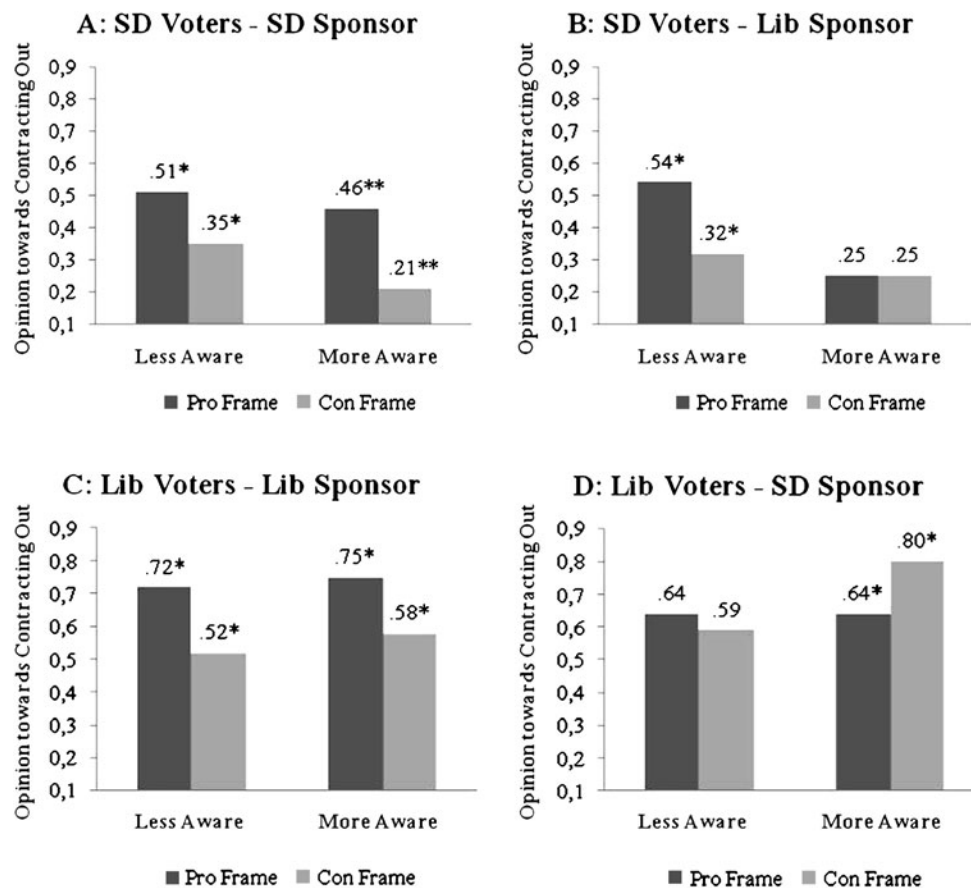 A: SD Voters - SD Sponsor
Opinion towards Contracting Out
0,9
0,8
0,7
0,6
0,5
0,4
0,3
0,2
0,1
.51*
.35*
.46**
.21**
Less Aware
More Aware
Pro Frame Con Frame
B: SD Voters - Lib Sponsor
Opinion towards Contracting Out
0,9
0,8
0,7
0,6
0,5
0,4
0,3
0,2
0,1
.54*
.32*
.25
.25
Less Aware
More Aware
Pro Frame Con Frame
C: Lib Voters - Lib Sponsor
Opinion towards Contracting Out
0,9
0,8
0,7
0,6
0,5
0,4
0,3
0,2
0,1
.72*
.52*
.75*
.58*
Less Aware
More Aware
Pro Frame Con Frame
D: Lib Voters - SD Sponsor
Opinion towards Contracting Out
0,9
0,8
0,7
0,6
0,5
0,4
0,3
0,2
0,1
.64
.59
.64*
.80*
Less Aware
More Aware
Pro Frame Con Frame